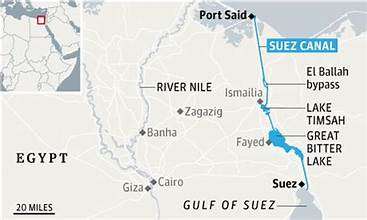 Port Said
SUEZ CANAL
El Ballah
bypass
RIVER NILE
Ismailia
Zagazig
LAKE
TIMSAH
Banha
GREAT
BITTER
LAKE
Fayed
EGYPT
Cairo
Giza
Suez
20 MILES
GULF OF SUEZ